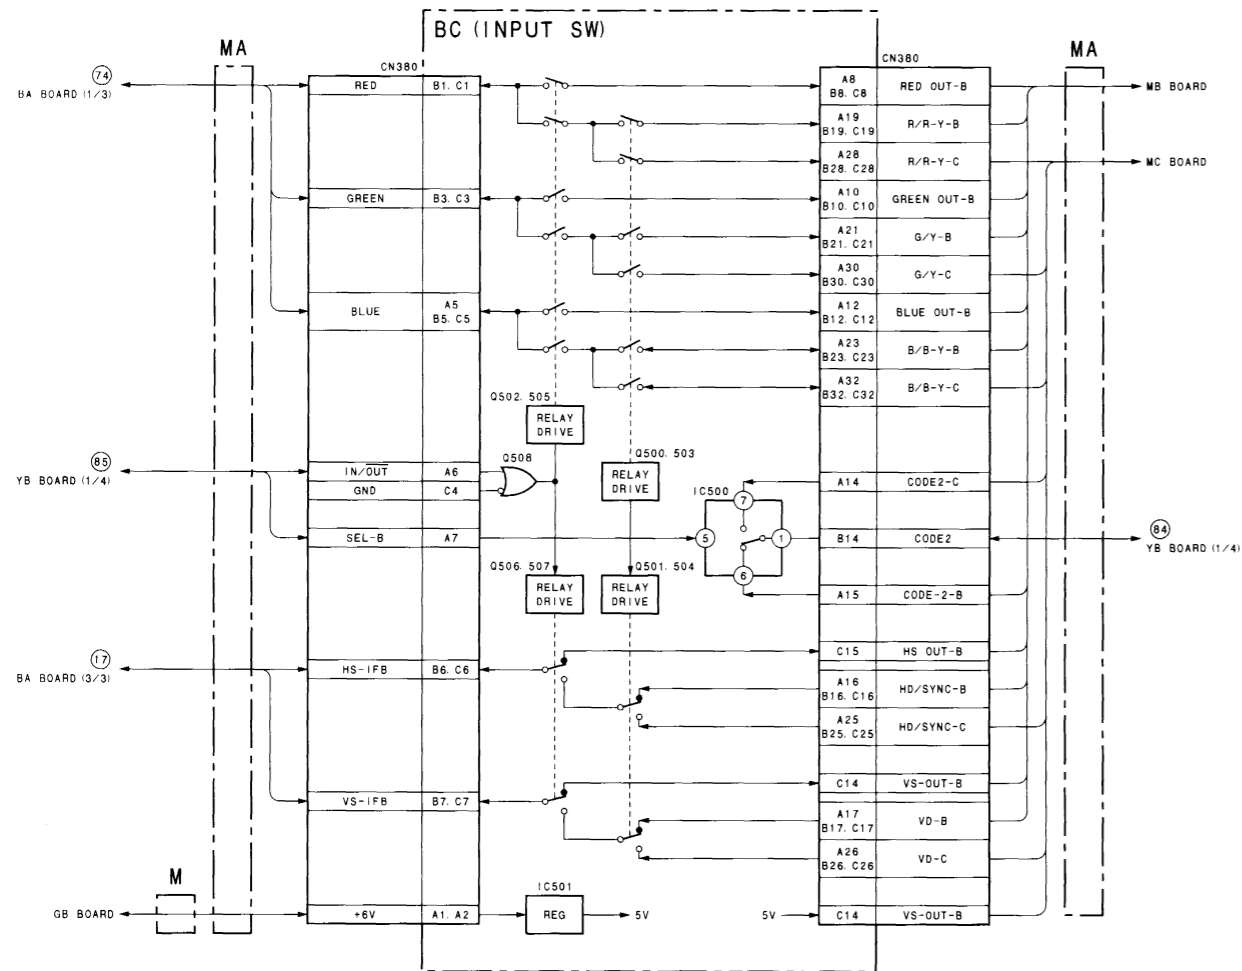 BC (INPUT SW)
MA
MA
CN380
CN380
74
BA BOARD (1/3)
RED
B1. C1
A8
B8. C8
RED OUT-B
MB BOARD
A19
B19. C19
R/R-Y-B
A28
B28. C28
R/R-Y-C
MC BOARD
GREEN
B3. C3
A10
B10. C10
GREEN OUT-B
A21
B21. C21
G/Y-B
A30
B30. C30
G/Y-C
BLUE
A5
B5. C5
A12
B12. C12
BLUE OUT-B
A23
B23. C23
B/B-Y-B
A32
B32. C32
B/B-Y-C
Q502. 505
RELAY
DRIVE
85
YB BOARD (1/4)
IN/OUT
A6
GND
C4
Q508
Q500. 503
RELAY
DRIVE
IC500
7
5
1
6
A14
CODE2-C
SEL-B
A7
B14
CODE2
84
YB BOARD (1/4)
Q506. 507
RELAY
DRIVE
Q501. 504
RELAY
DRIVE
A15
CODE-2-B
17
BA BOARD (3/3)
HS-IFB
B6. C6
C15
HS OUT-B
A16
B16. C16
HD/SYNC-B
A25
B25. C25
HD/SYNC-C
VS-IFB
B7. C7
C14
VS-OUT-B
A17
B17. C17
VD-B
A26
B26. C26
VD-C
M
GB BOARD
+6V
A1. A2
IC501
REG
5V
5V
C14
VS-OUT-B